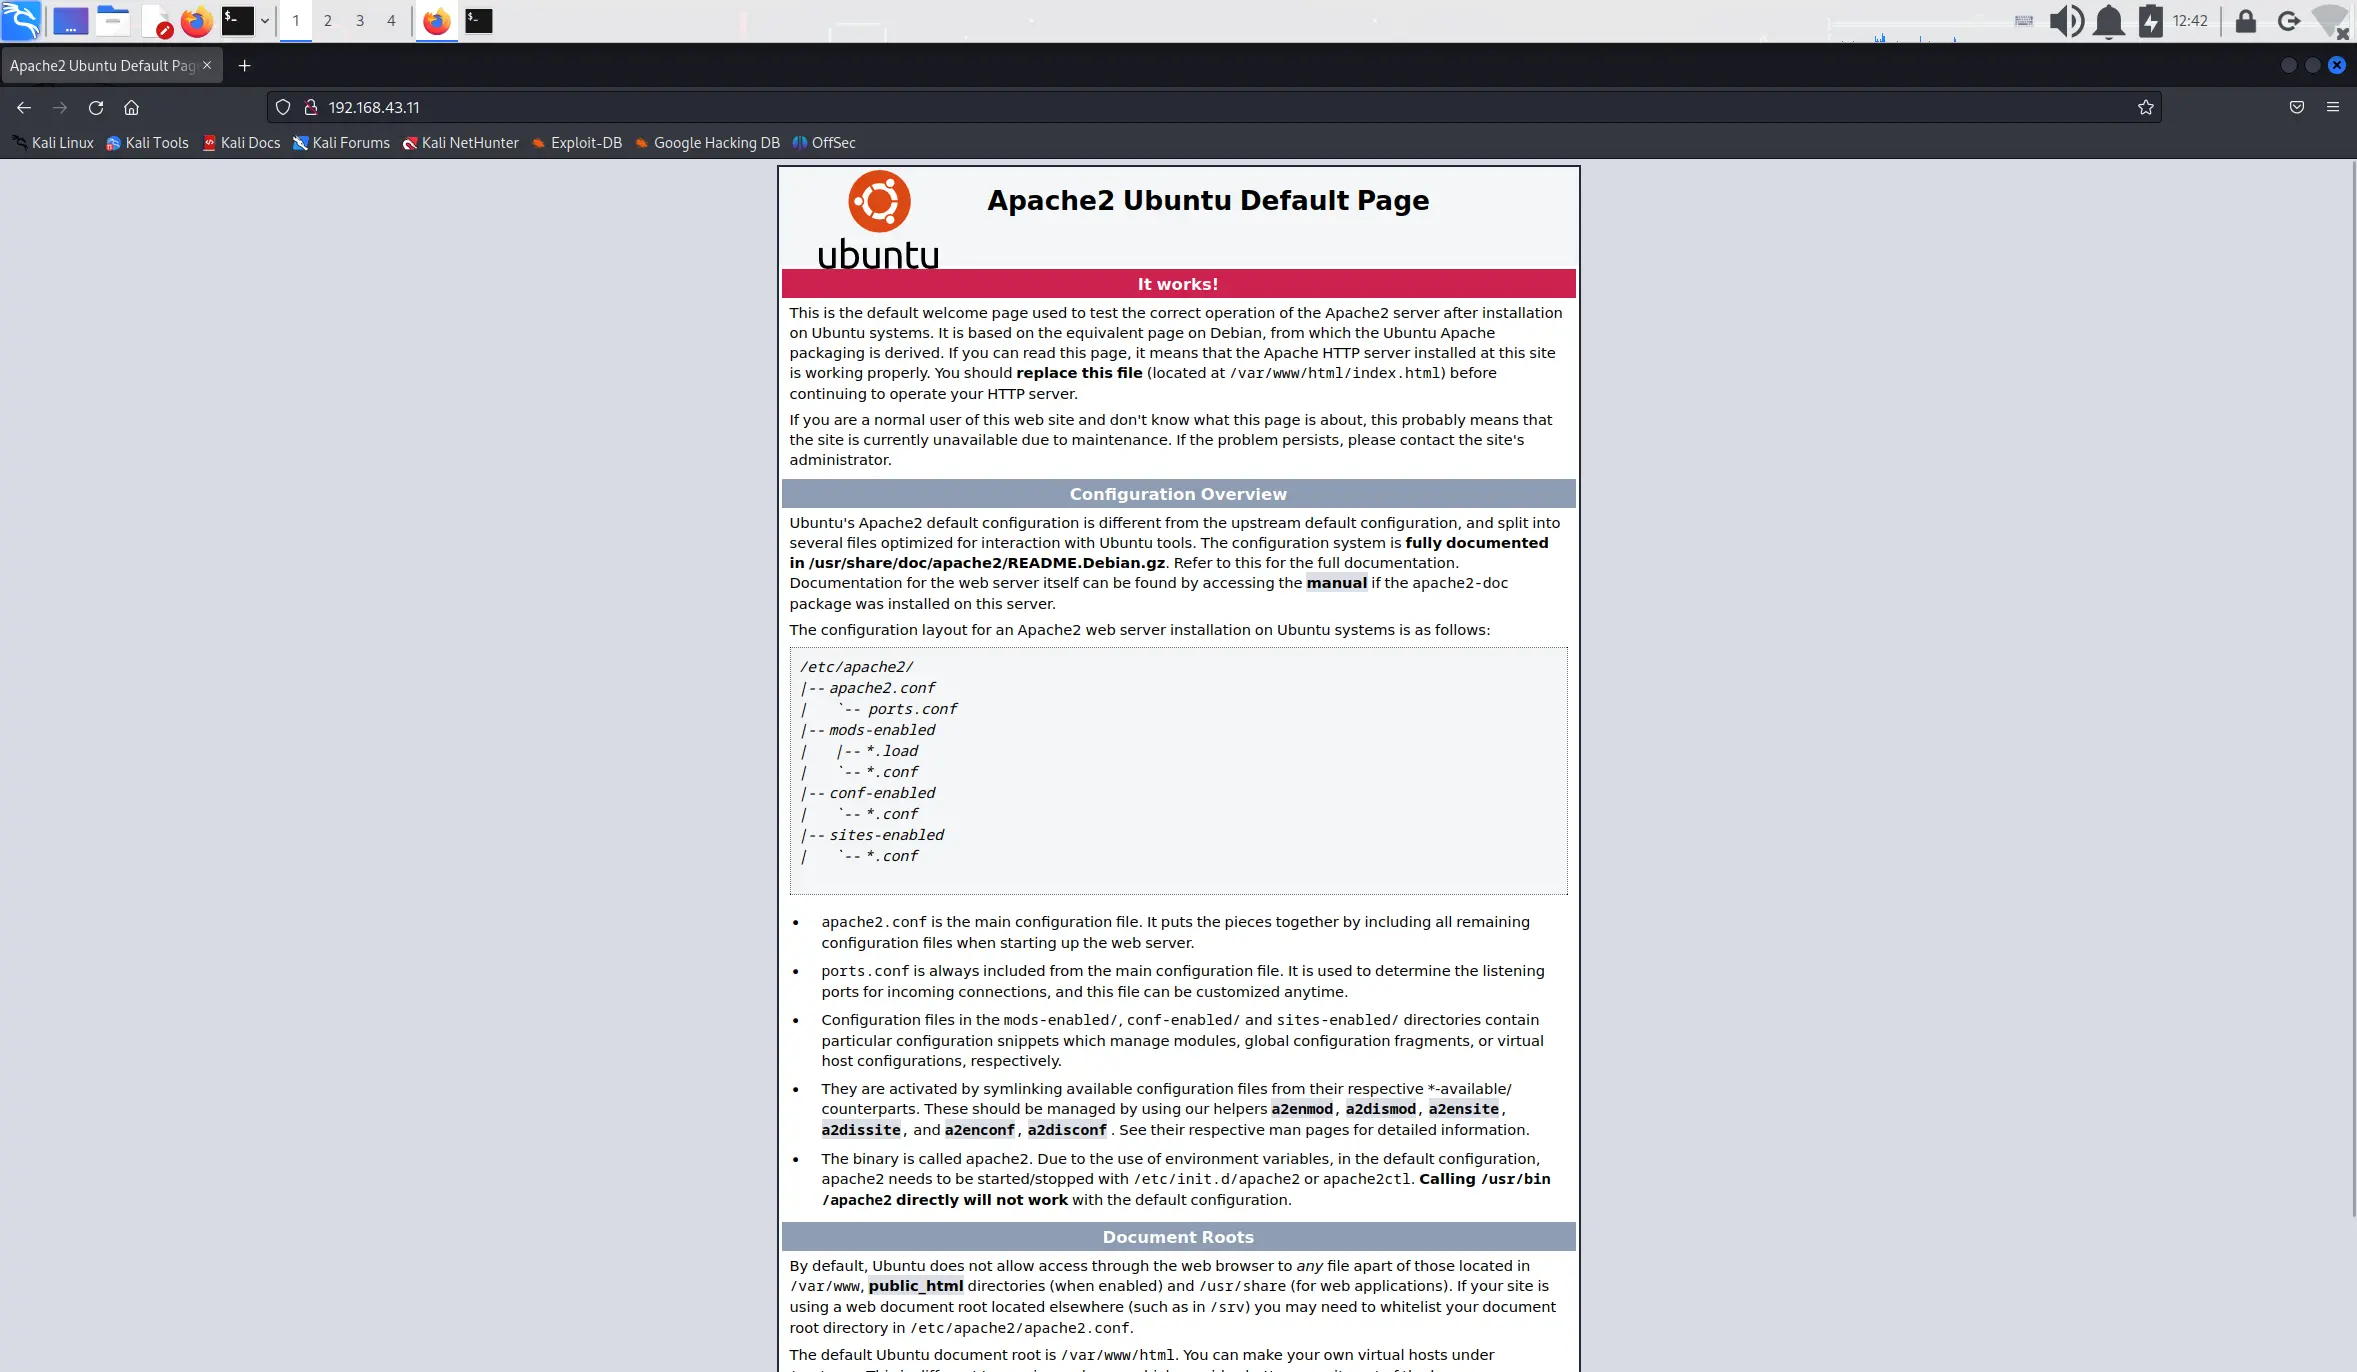 1 2 3 4 12:42
Apache2 Ubuntu Default Pag
192.168.43.11
Kali Linux Kali Tools Kali Docs Kali Forums Kali NetHunter Exploit-DB Google Hacking DB OffSec
ubuntu
Apache2 Ubuntu Default Page
It works!
This is the default welcome page used to test the correct operation of the Apache2 server after installation
on Ubuntu systems. It is based on the equivalent page on Debian, from which the Ubuntu Apache
packaging is derived. If you can read this page, it means that the Apache HTTP server installed at this site
is working properly. You should replace this file (located at /var/www/html/index.html) before
continuing to operate your HTTP server.
If you are a normal user of this web site and don't know what this page is about, this probably means that
the site is currently unavailable due to maintenance. If the problem persists, please contact the site's
administrator.
Configuration Overview
Ubuntu's Apache2 default configuration is different from the upstream default configuration, and split into
several files optimized for interaction with Ubuntu tools. The configuration system is fully documented
in /usr/share/doc/apache2/README.Debian.gz. Refer to this for the full documentation.
Documentation for the web server itself can be found by accessing the manual if the apache2-doc
package was installed on this server.
The configuration layout for an Apache2 web server installation on Ubuntu systems is as follows:
/etc/apache2/
|-- apache2.conf
|   `-- ports.conf
|-- mods-enabled
|   |-- *.load
|   `-- *.conf
|-- conf-enabled
|   `-- *.conf
|-- sites-enabled
|   `-- *.conf
• apache2.conf is the main configuration file. It puts the pieces together by including all remaining
configuration files when starting up the web server.
• ports.conf is always included from the main configuration file. It is used to determine the listening
ports for incoming connections, and this file can be customized anytime.
• Configuration files in the mods-enabled/, conf-enabled/ and sites-enabled/ directories contain
particular configuration snippets which manage modules, global configuration fragments, or virtual
host configurations, respectively.
• They are activated by symlinking available configuration files from their respective *-available/
counterparts. These should be managed by using our helpers a2enmod, a2dismod, a2ensite,
a2dissite, and a2enconf, a2disconf . See their respective man pages for detailed information.
• The binary is called apache2. Due to the use of environment variables, in the default configuration,
apache2 needs to be started/stopped with /etc/init.d/apache2 or apache2ctl. Calling /usr/bin
/apache2 directly will not work with the default configuration.
Document Roots
By default, Ubuntu does not allow access through the web browser to any file apart of those located in
/var/www, public_html directories (when enabled) and /usr/share (for web applications). If your site is
using a web document root located elsewhere (such as in /srv) you may need to whitelist your document
root directory in /etc/apache2/apache2.conf.
The default Ubuntu document root is /var/www/html. You can make your own virtual hosts under